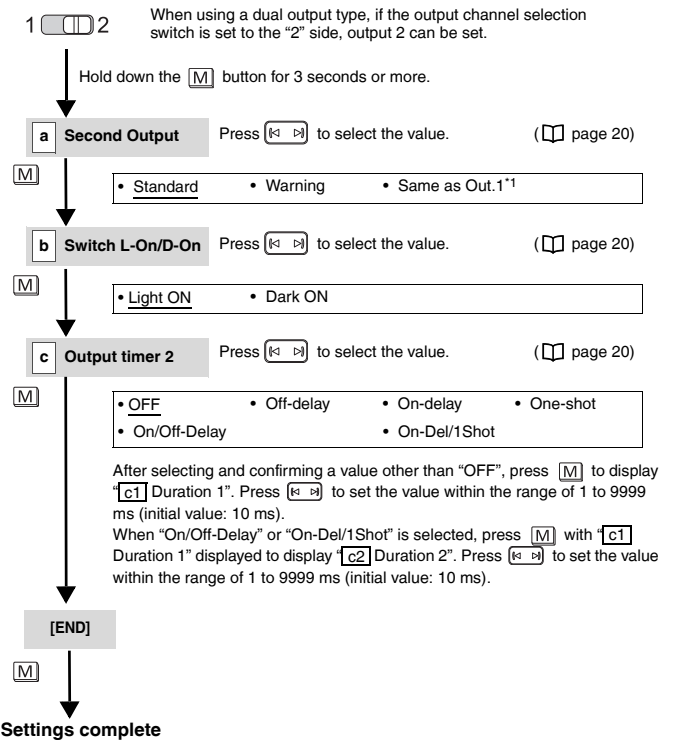 1 2 When using a dual output type, if the output channel selection
switch is set to the “2” side, output 2 can be set.
Hold down the M button for 3 seconds or more.
a Second Output Press to select the value. ( page 20)
M
• Standard • Warning • Same as Out.1*1
b Switch L-On/D-On Press to select the value. ( page 20)
M
• Light ON • Dark ON
c Output timer 2 Press to select the value. ( page 20)
M
• OFF • Off-delay • On-delay • One-shot
• On/Off-Delay • On-Del/1Shot
After selecting and confirming a value other than “OFF”, press M to display
“c1 Duration 1”. Press to set the value within the range of 1 to 9999
ms (initial value: 10 ms).
When “On/Off-Delay” or “On-Del/1Shot” is selected, press M with “c1
Duration 1” displayed to display “c2 Duration 2”. Press to set the value
within the range of 1 to 9999 ms (initial value: 10 ms).
[END]
M
Settings complete